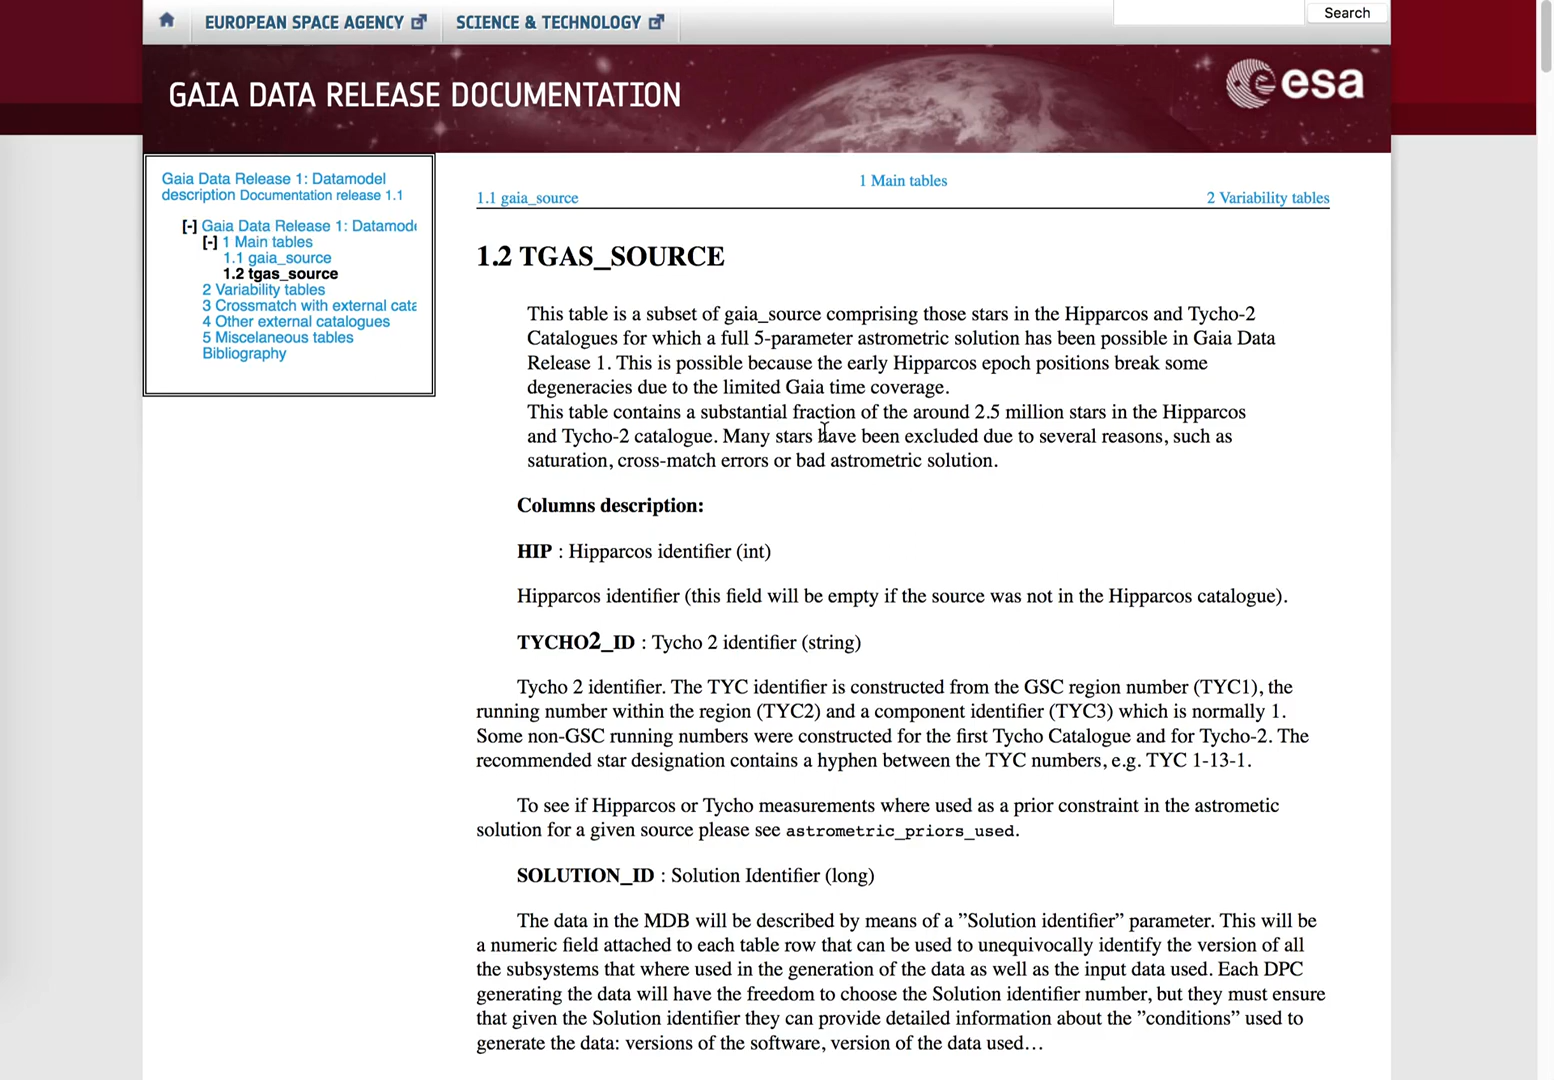 EUROPEAN SPACE AGENCY
SCIENCE & TECHNOLOGY
Search
GAIA DATA RELEASE DOCUMENTATION
esa
Gaia Data Release 1: Datamodel
description Documentation release 1.1
[-] Gaia Data Release 1: Datamod
[-] 1 Main tables
1.1 gaia_source
1.2 tgas_source
2 Variability tables
3 Crossmatch with external cata
4 Other external catalogues
5 Miscellaneous tables
Bibliography
1 Main tables
1.1 gaia_source
2 Variability tables
1.2 TGAS_SOURCE
This table is a subset of gaia_source comprising those stars in the Hipparcos and Tycho-2
Catalogues for which a full 5-parameter astrometric solution has been possible in Gaia Data
Release 1. This is possible because the early Hipparcos epoch positions break some
degeneracies due to the limited Gaia time coverage.
This table contains a substantial fraction of the around 2.5 million stars in the Hipparcos
and Tycho-2 catalogue. Many stars have been excluded due to several reasons, such as
saturation, cross-match errors or bad astrometric solution.
Columns description:
HIP : Hipparcos identifier (int)
Hipparcos identifier (this field will be empty if the source was not in the Hipparcos catalogue).
TYCHO2_ID : Tycho 2 identifier (string)
Tycho 2 identifier. The TYC identifier is constructed from the GSC region number (TYC1), the
running number within the region (TYC2) and a component identifier (TYC3) which is normally 1.
Some non-GSC running numbers were constructed for the first Tycho Catalogue and for Tycho-2. The
recommended star designation contains a hyphen between the TYC numbers, e.g. TYC 1-13-1.
To see if Hipparcos or Tycho measurements where used as a prior constraint in the astrometic
solution for a given source please see astrometric_priors_used.
SOLUTION_ID : Solution Identifier (long)
The data in the MDB will be described by means of a ”Solution identifier” parameter. This will be
a numeric field attached to each table row that can be used to unequivocally identify the version of all
the subsystems that where used in the generation of the data as well as the input data used. Each DPC
generating the data will have the freedom to choose the Solution identifier number, but they must ensure
that given the Solution identifier they can provide detailed information about the ”conditions” used to
generate the data: versions of the software, version of the data used…